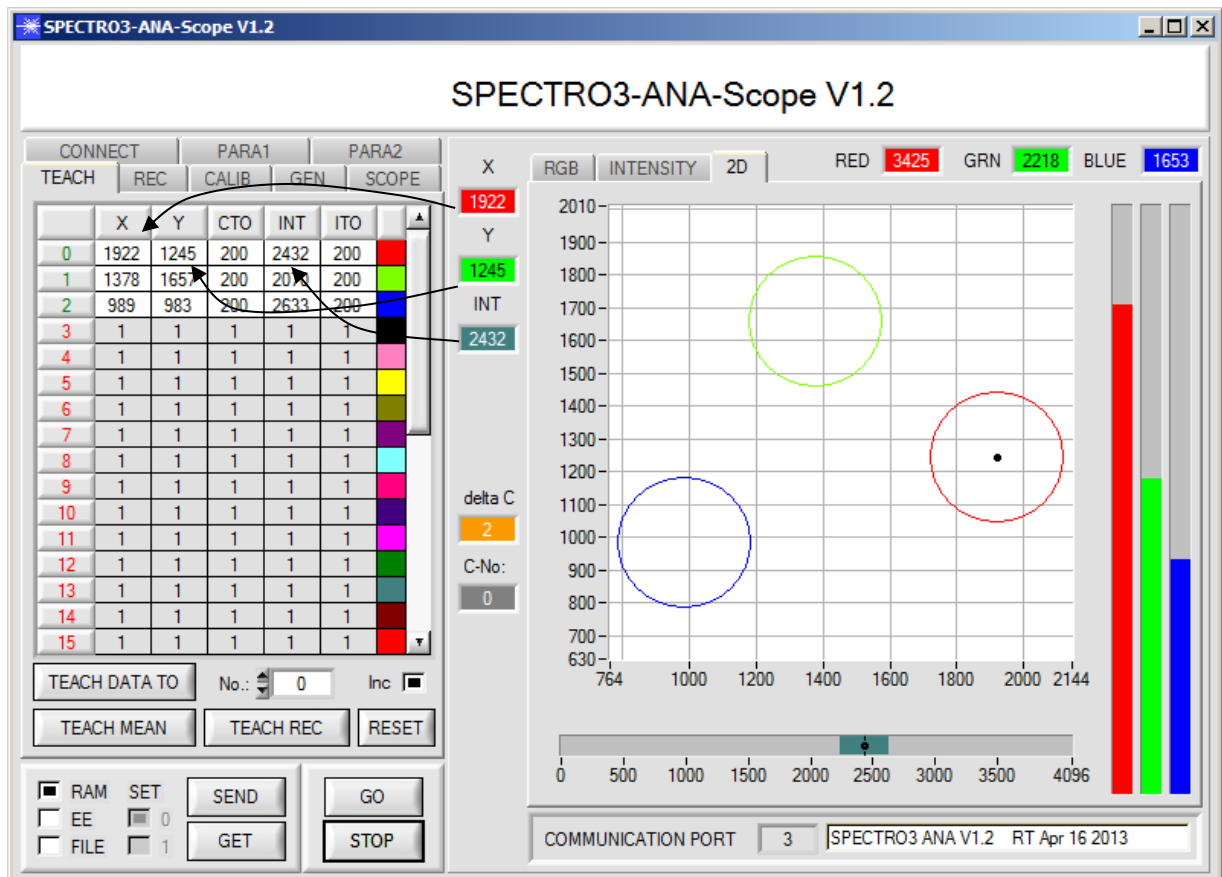 SPECTRO3-ANA-Scope V1.2
SPECTRO3-ANA-Scope V1.2
CONNECT PARA1 PARA2
TEACH REC CALIB GEN SCOPE
X Y CTO INT ITO
0 1922 1245 200 2432 200
1 1378 1657 200 2070 200
2 989 983 200 2633 200
3 1 1 1 1 1
4 1 1 1 1 1
5 1 1 1 1 1
6 1 1 1 1 1
7 1 1 1 1 1
8 1 1 1 1 1
9 1 1 1 1 1
10 1 1 1 1 1
11 1 1 1 1 1
12 1 1 1 1 1
13 1 1 1 1 1
14 1 1 1 1 1
15 1 1 1 1 1
TEACH DATA TO No.: 0 Inc
TEACH MEAN TEACH REC RESET
RAM SET SEND GO
EE 0
FILE 1 GET STOP
X
1922
Y
1245
INT
2432
delta C
2
C-No:
0
RGB INTENSITY 2D RED 3425 GRN 2218 BLUE 1653
2010
1900
1800
1700
1600
1500
1400
1300
1200
1100
1000
900
800
700
630
764 1000 1200 1400 1600 1800 2000 2144
0 500 1000 1500 2000 2500 3000 3500 4096
COMMUNICATION PORT 3 SPECTRO3 ANA V1.2 RT Apr 16 2013